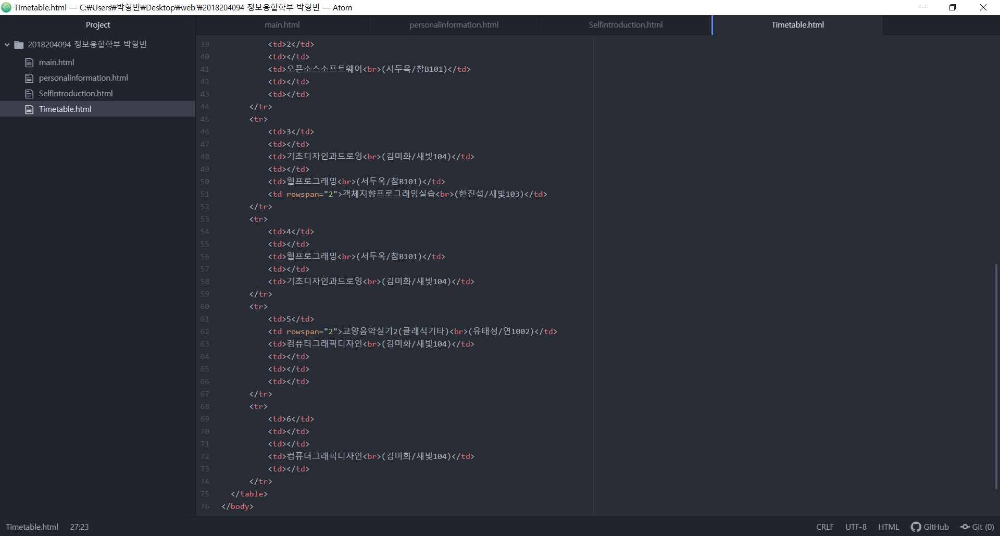 Timetable.html — C:₩Users₩박형빈₩Desktop₩web'₩2018204094 정보융합학부 박형빈 — Atom
Project
main.html
personalinformation.html
Selfintroduction.html
Timetable.html
2018204094 정보융합학부 박형빈
main.html
personalinformation.html
Selfintroduction.html
Timetable.html
39 <td>2</td>
40 <td></td>
41 <td>오픈소스소프트웨어<br>(서두옥/참B101)</td>
42 <td></td>
43 <td></td>
44 </tr>
45 <tr>
46 <td>3</td>
47 <td></td>
48 <td>기초디자인과드로잉<br>(김미화/새빛104)</td>
49 <td></td>
50 <td>웹프로그래밍<br>(서두옥/참B101)</td>
51 <td rowspan="2">객체지향프로그래밍실습<br>(한진섭/새빛103)</td>
52 </tr>
53 <tr>
54 <td>4</td>
55 <td></td>
56 <td>웹프로그래밍<br>(서두옥/참B101)</td>
57 <td></td>
58 <td>기초디자인과드로잉<br>(김미화/새빛104)</td>
59 </tr>
60 <tr>
61 <td>5</td>
62 <td rowspan="2">교양음악실기2(클래식기타)<br>(유태성/연1002)</td>
63 <td>컴퓨터그래픽디자인<br>(김미화/새빛104)</td>
64 <td></td>
65 <td></td>
66 <td></td>
67 </tr>
68 <tr>
69 <td>6</td>
70 <td></td>
71 <td></td>
72 <td>컴퓨터그래픽디자인<br>(김미화/새빛104)</td>
73 <td></td>
74 </tr>
75 </table>
76 </body>
Timetable.html 27:23 CRLF UTF-8 HTML GitHub Git (0)